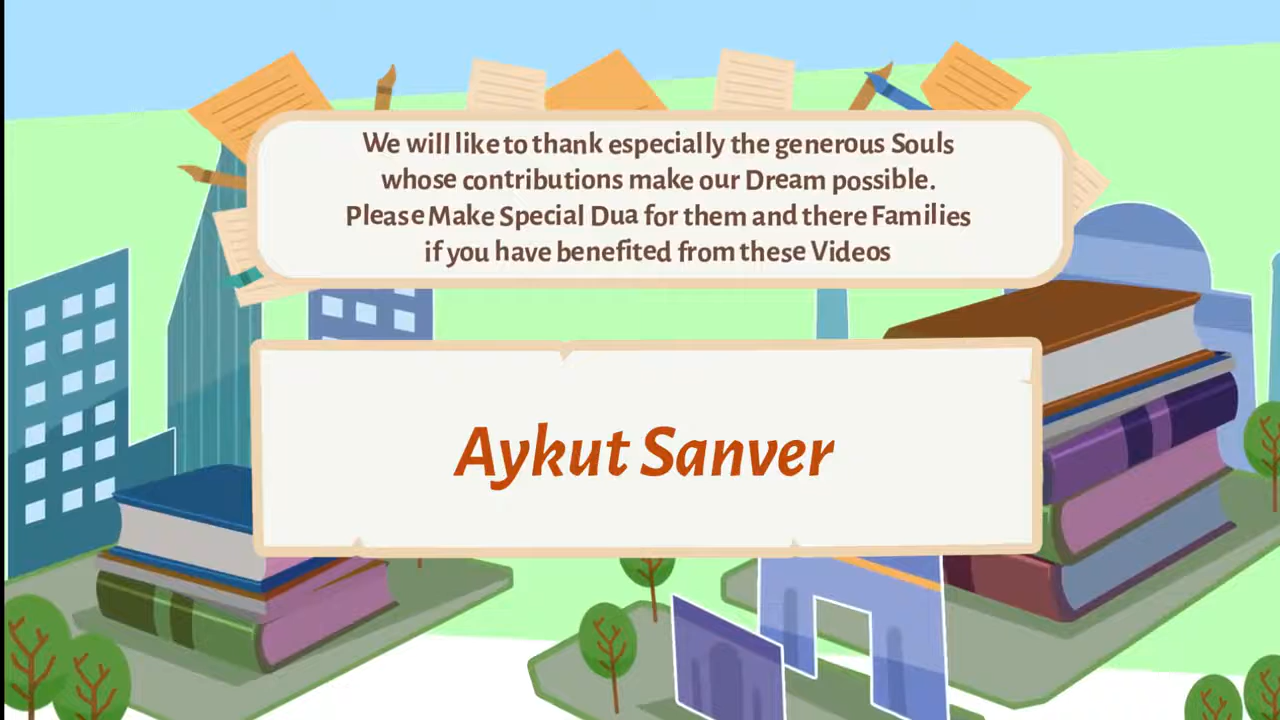 We will like to thank especially the generous Souls
whose contributions make our Dream possible.
Please Make Special Dua for them and there Families
if you have benefited from these Videos
Aykut Sanver